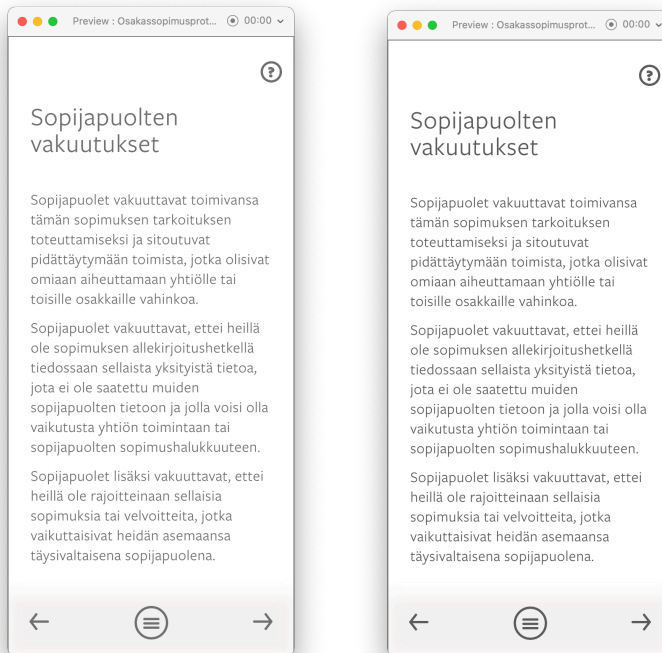 Preview : Osakassopimusprot... 00:00
?
Sopijapuolten
vakuutukset
Sopijapuolet vakuuttavat toimivansa
tämän sopimuksen tarkoituksen
toteuttamiseksi ja sitoutuvat
pidättäytymään toimista, jotka olisivat
omiaan aiheuttamaan yhtiölle tai
toisille osakkaille vahinkoa.
Sopijapuolet vakuuttavat, ettei heillä
ole sopimuksen allekirjoitushetkellä
tiedossaan sellaista yksityistä tietoa,
jota ei ole saatettu muiden
sopijapuolten tietoon ja jolla voisi olla
vaikutusta yhtiön toimintaan tai
sopijapuolten sopimushalukkuuteen.
Sopijapuolet lisäksi vakuuttavat, ettei
heillä ole rajoitteinaan sellaisia
sopimuksia tai velvoitteita, jotka
vaikuttaisivat heidän asemaansa
täysivaltaisena sopijapuolena.
Preview : Osakassopimusprot... 00:00
?
Sopijapuolten
vakuutukset
Sopijapuolet vakuuttavat toimivansa
tämän sopimuksen tarkoituksen
toteuttamiseksi ja sitoutuvat
pidättäytymään toimista, jotka olisivat
omiaan aiheuttamaan yhtiölle tai
toisille osakkaille vahinkoa.
Sopijapuolet vakuuttavat, ettei heillä
ole sopimuksen allekirjoitushetkellä
tiedossaan sellaista yksityistä tietoa,
jota ei ole saatettu muiden
sopijapuolten tietoon ja jolla voisi olla
vaikutusta yhtiön toimintaan tai
sopijapuolten sopimushalukkuuteen.
Sopijapuolet lisäksi vakuuttavat, ettei
heillä ole rajoitteinaan sellaisia
sopimuksia tai velvoitteita, jotka
vaikuttaisivat heidän asemaansa
täysivaltaisena sopijapuolena.